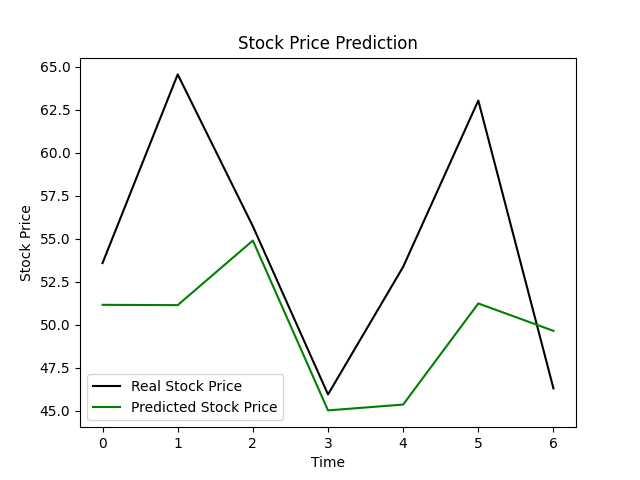 Stock Price Prediction
65.0
62.5
60.0
57.5
55.0
52.5
50.0
47.5
45.0
Stock Price
Real Stock Price
Predicted Stock Price
0 1 2 3 4 5 6
Time